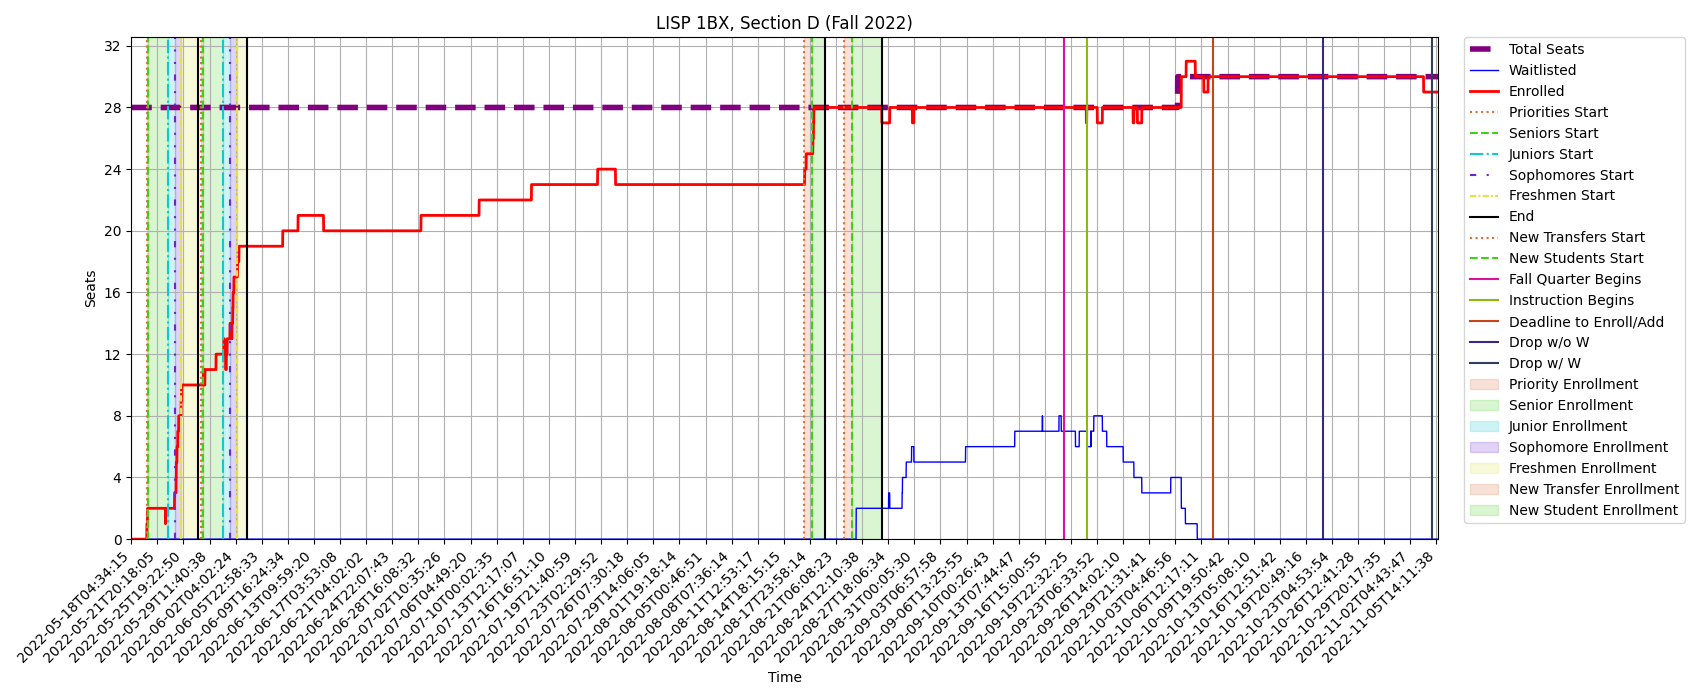 LISP 1BX, Section D (Fall 2022)
32
28
24
20
16
12
8
4
0
Seats
2022-05-18T04:34:15
2022-05-21T20:18:05
2022-05-25T19:22:50
2022-05-29T11:40:38
2022-06-02T04:02:24
2022-06-05T22:58:33
2022-06-09T16:24:34
2022-06-13T09:59:20
2022-06-17T03:53:08
2022-06-21T04:02:02
2022-06-24T22:07:43
2022-06-28T16:08:32
2022-07-02T10:35:26
2022-07-06T04:49:20
2022-07-10T00:02:35
2022-07-13T12:17:07
2022-07-16T16:51:10
2022-07-19T21:40:59
2022-07-23T02:29:52
2022-07-26T07:30:18
2022-07-29T14:06:05
2022-08-01T19:18:14
2022-08-05T00:46:51
2022-08-08T07:36:14
2022-08-11T12:53:17
2022-08-14T18:15:15
2022-08-17T23:58:14
2022-08-21T06:08:23
2022-08-24T12:10:38
2022-08-27T18:06:34
2022-08-31T00:05:30
2022-09-03T06:57:58
2022-09-06T13:25:55
2022-09-10T00:26:43
2022-09-13T07:44:47
2022-09-16T15:00:55
2022-09-19T22:32:25
2022-09-23T06:33:52
2022-09-26T14:02:10
2022-09-29T21:31:41
2022-10-03T04:46:56
2022-10-06T12:17:11
2022-10-09T19:50:42
2022-10-13T05:08:10
2022-10-16T12:51:42
2022-10-19T20:49:16
2022-10-23T04:53:54
2022-10-26T12:41:28
2022-10-29T20:17:35
2022-11-02T04:43:47
2022-11-05T14:11:38
Time
Total Seats
Waitlisted
Enrolled
Priorities Start
Seniors Start
Juniors Start
Sophomores Start
Freshmen Start
End
New Transfers Start
New Students Start
Fall Quarter Begins
Instruction Begins
Deadline to Enroll/Add
Drop w/o W
Drop w/ W
Priority Enrollment
Senior Enrollment
Junior Enrollment
Sophomore Enrollment
Freshmen Enrollment
New Transfer Enrollment
New Student Enrollment